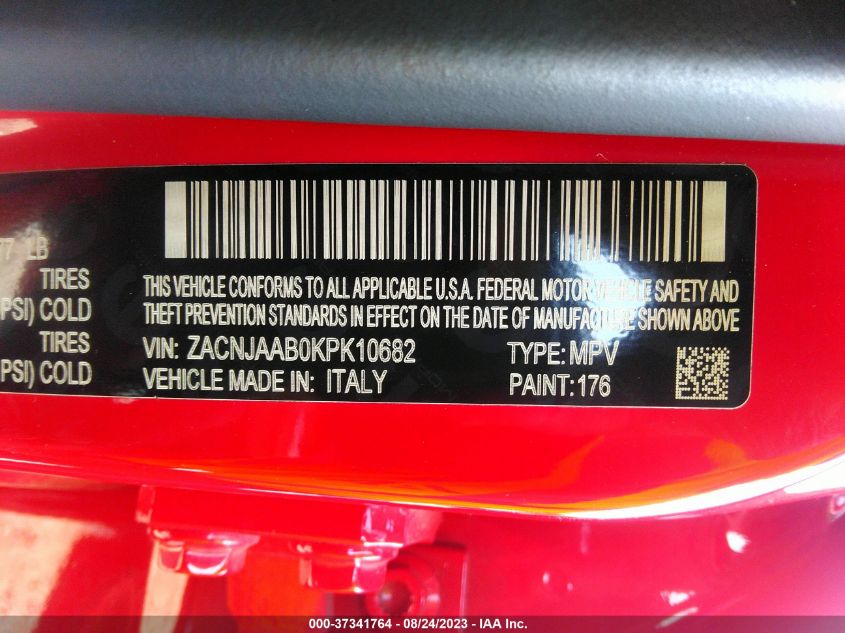 77 LB
TIRES
PSI) COLD
TIRES
PSI) COLD
THIS VEHICLE CONFORMS TO ALL APPLICABLE U.S.A. FEDERAL MOTOR VEHICLE SAFETY AND
THEFT PREVENTION STANDARDS IN EFFECT ON THE DATE OF MANUFACTURE SHOWN ABOVE
VIN: ZACNJAAB0KPK10682 TYPE: MPV
VEHICLE MADE IN: ITALY PAINT: 176
000-37341764 - 08/24/2023 - IAA Inc.